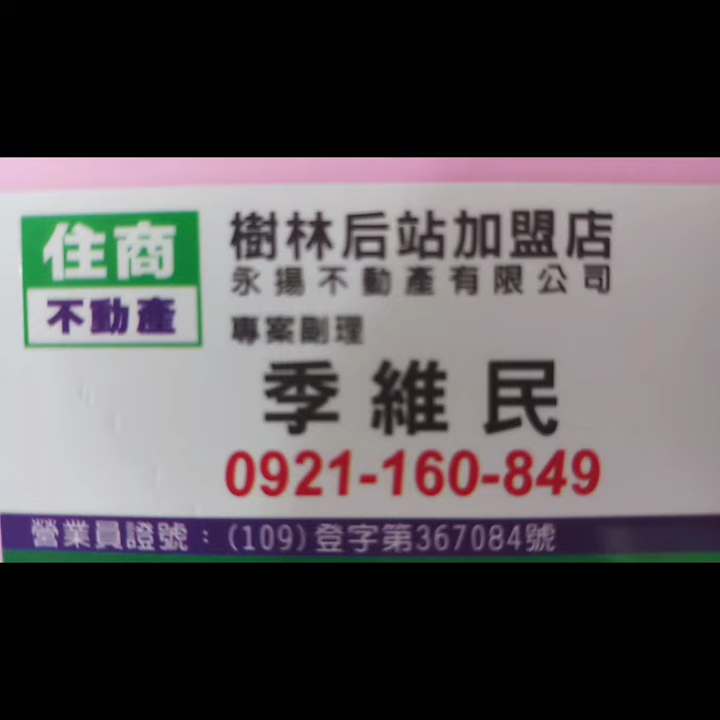 住商
不動產
樹林后站加盟店
永揚不動產有限公司
專案副理
季維民
0921-160-849
營業員證號：(109)登字第367084號